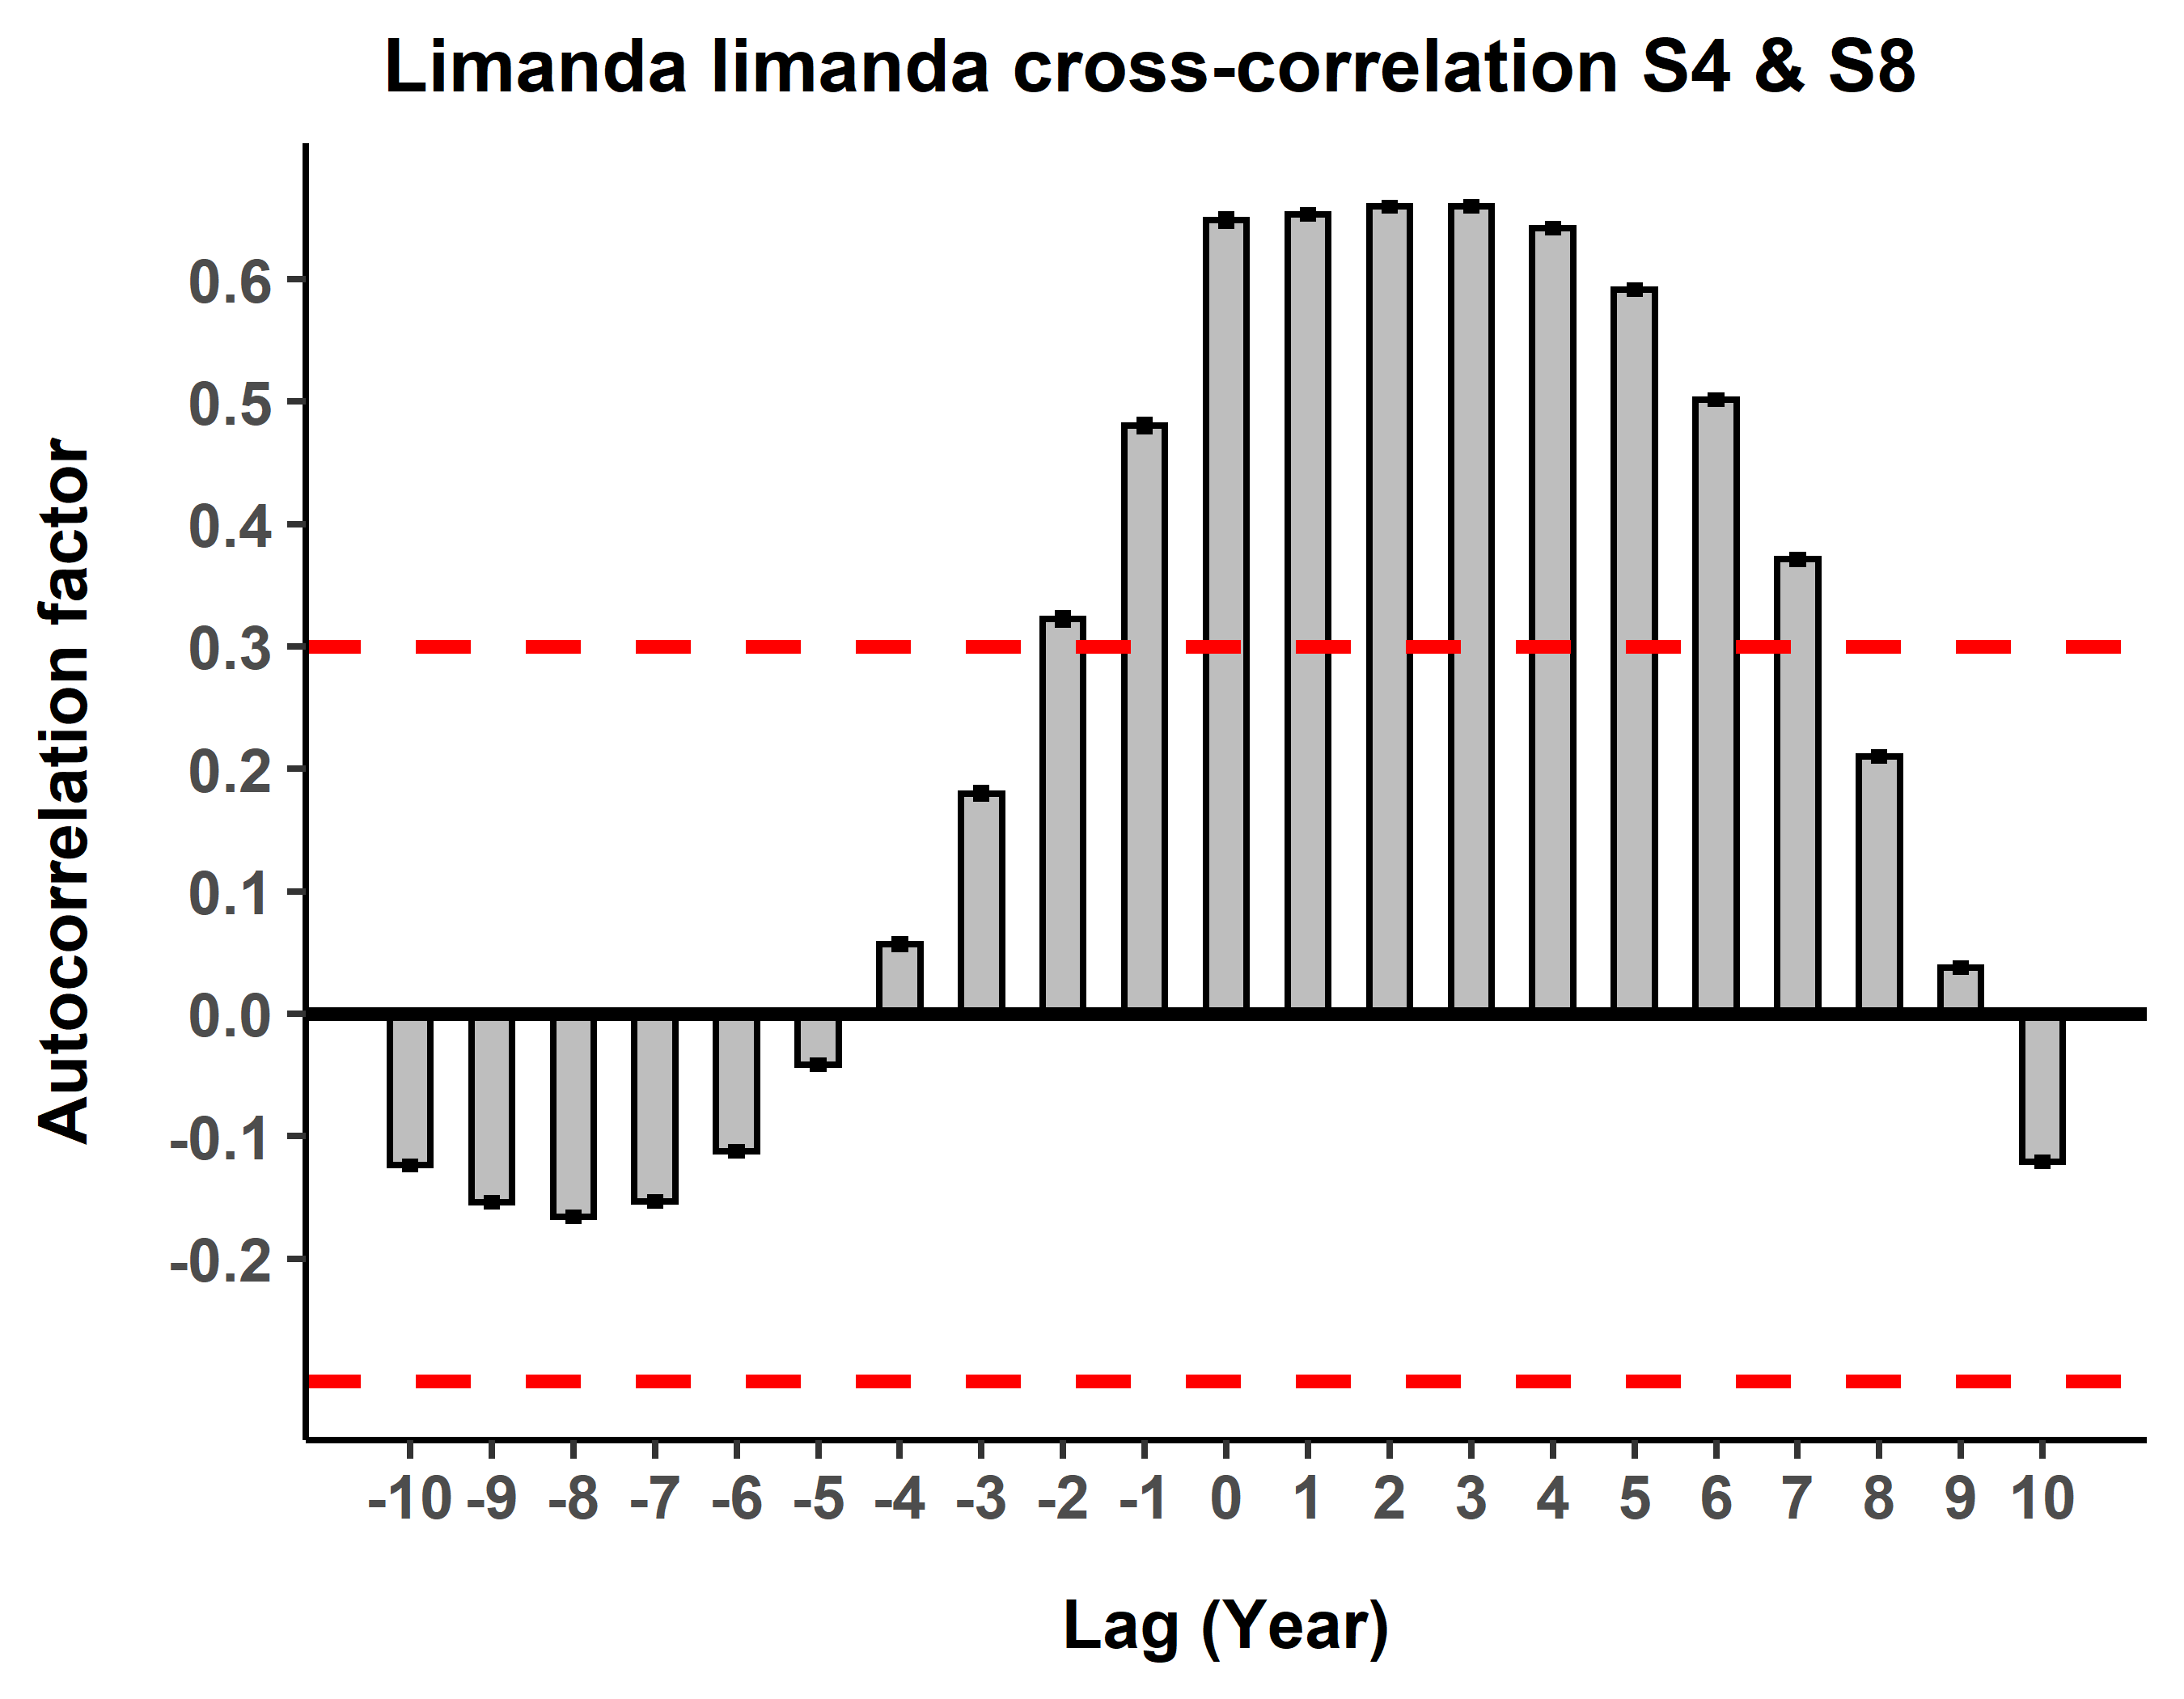 Limanda limanda cross-correlation S4 & S8
Autocorrelation factor
0.6
0.5
0.4
0.3
0.2
0.1
0.0
-0.1
-0.2
-10 -9 -8 -7 -6 -5 -4 -3 -2 -1 0 1 2 3 4 5 6 7 8 9 10
Lag (Year)